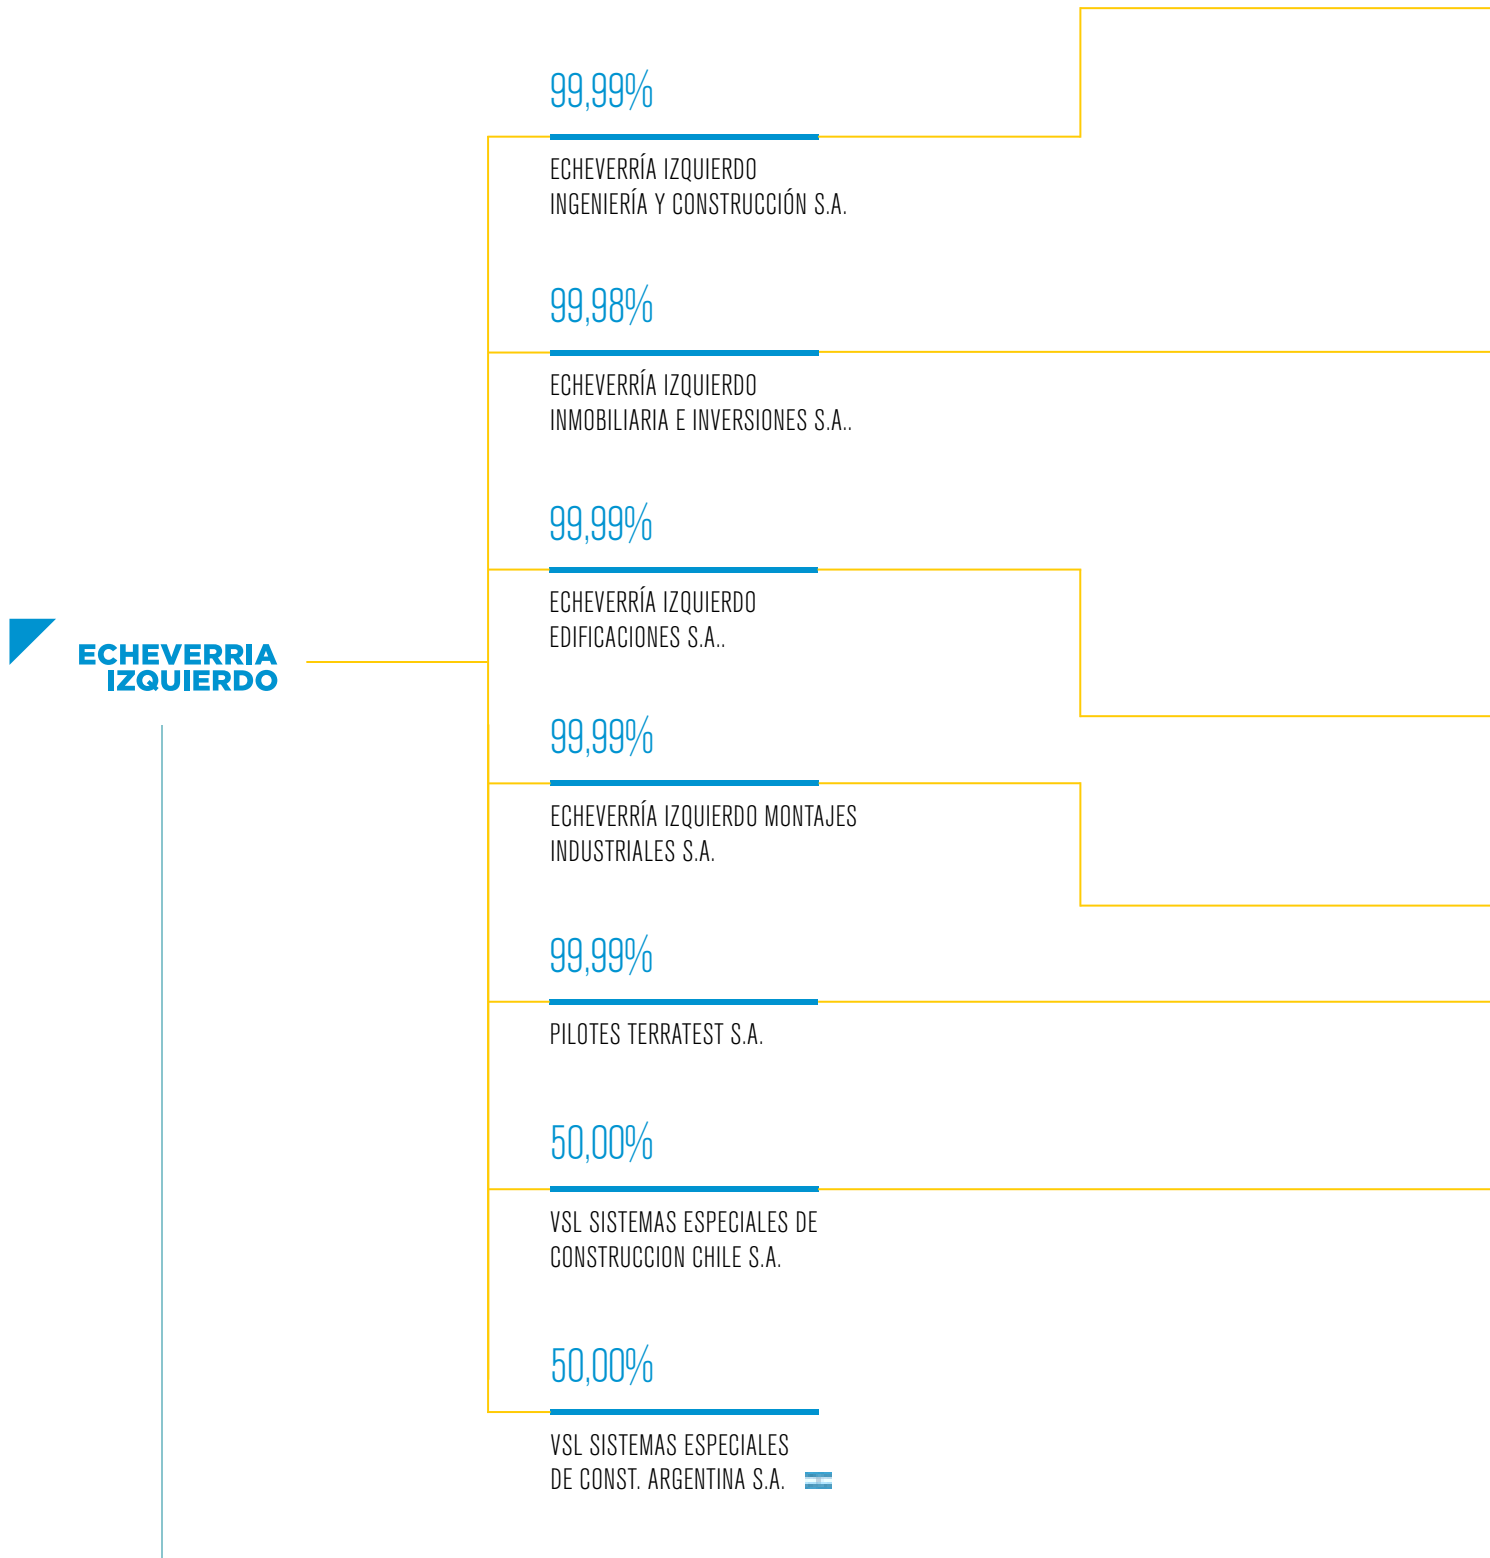 99,99%
ECHEVERRÍA IZQUIERDO
INGENIERÍA Y CONSTRUCCIÓN S.A.
99,98%
ECHEVERRÍA IZQUIERDO
INMOBILIARIA E INVERSIONES S.A..
99,99%
ECHEVERRÍA IZQUIERDO
EDIFICACIONES S.A..
ECHEVERRIA
IZQUIERDO
99,99%
ECHEVERRÍA IZQUIERDO MONTAJES
INDUSTRIALES S.A.
99,99%
PILOTES TERRATEST S.A.
50,00%
VSL SISTEMAS ESPECIALES DE
CONSTRUCCION CHILE S.A.
50,00%
VSL SISTEMAS ESPECIALES
DE CONST. ARGENTINA S.A.